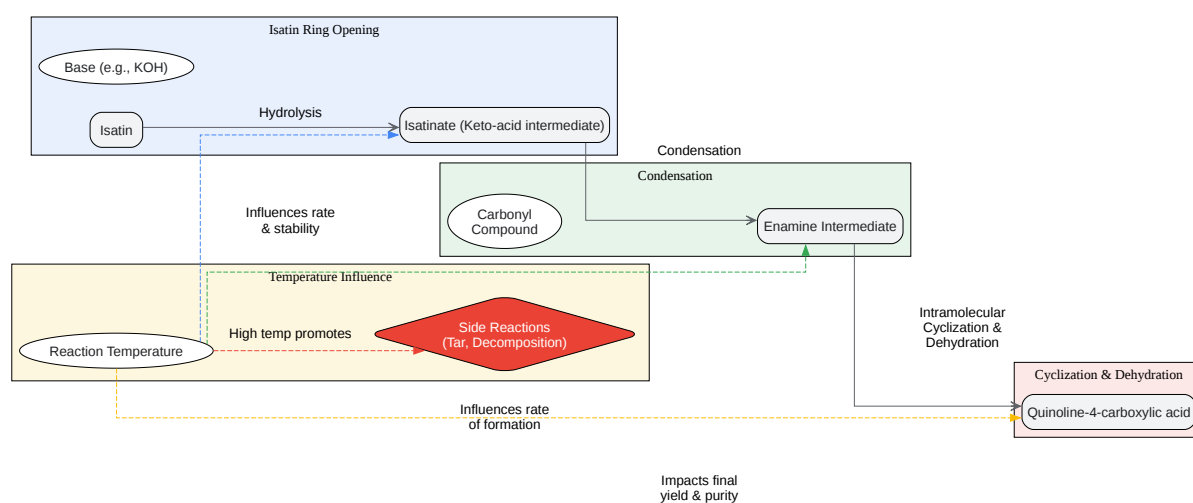 Isatin Ring Opening
Base (e.g., KOH)
Hydrolysis
Isatin
Isatinate (Keto-acid intermediate)
Condensation
Condensation
Carbonyl
Compound
Enamine Intermediate
Influences rate
& stability
Temperature Influence
High temp promotes
Side Reactions
(Tar, Decomposition)
Reaction Temperature
Intramolecular
Cyclization &
Dehydration
Cyclization & Dehydration
Quinoline-4-carboxylic acid
Influences rate
of formation
Impacts final
yield & purity